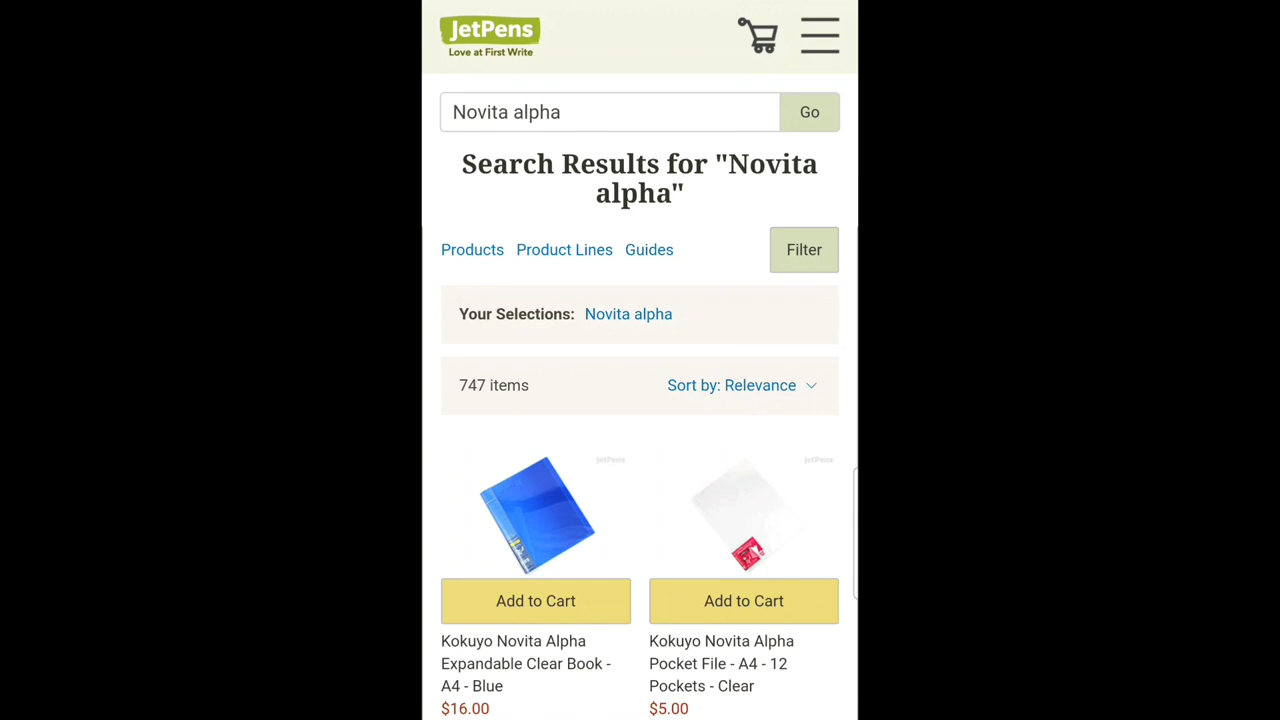 JetPens
Love at First Write
Novita alpha
Go
Search Results for "Novita
alpha"
Products Product Lines Guides
Filter
Your Selections: Novita alpha
747 items
Sort by: Relevance
JetPens
JetPens
Add to Cart
Add to Cart
Kokuyo Novita Alpha
Expandable Clear Book -
A4 - Blue
$16.00
Kokuyo Novita Alpha
Pocket File - A4 - 12
Pockets - Clear
$5.00